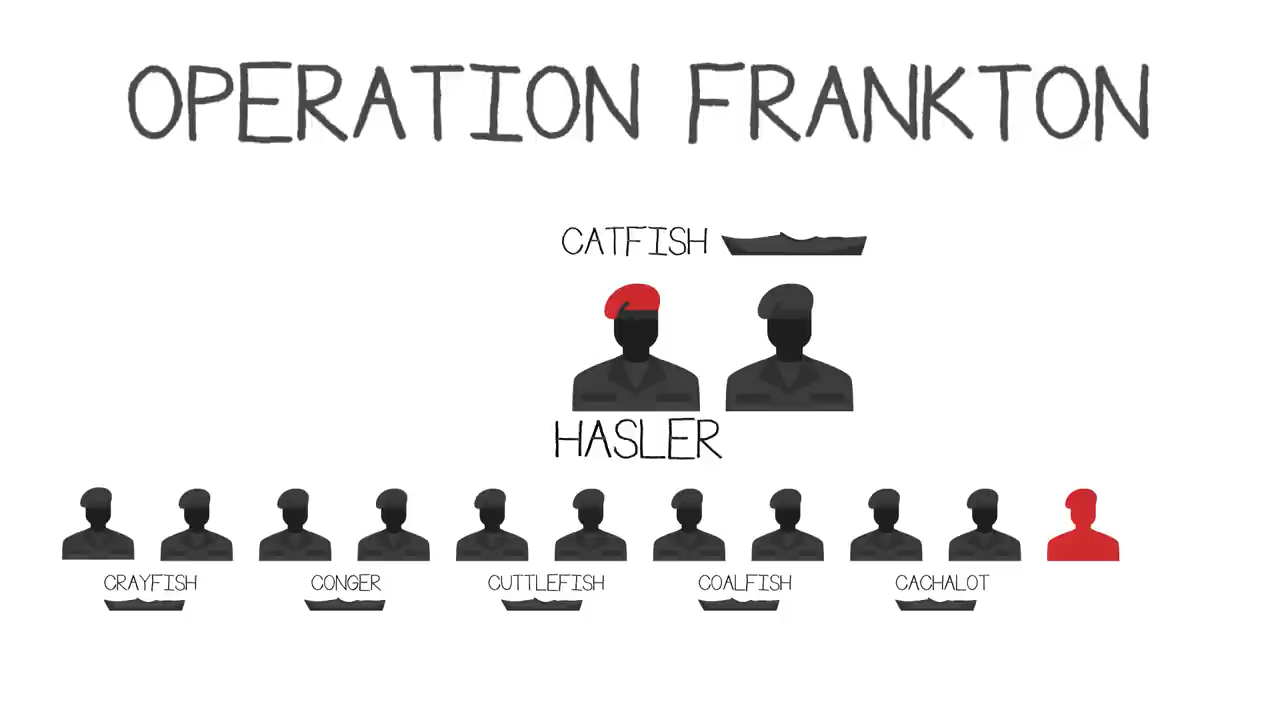 OPERATION FRANKTON
CATFISH
HASLER
CRAYFISH
CONGER
CUTTLEFISH
COALFISH
CACHALOT